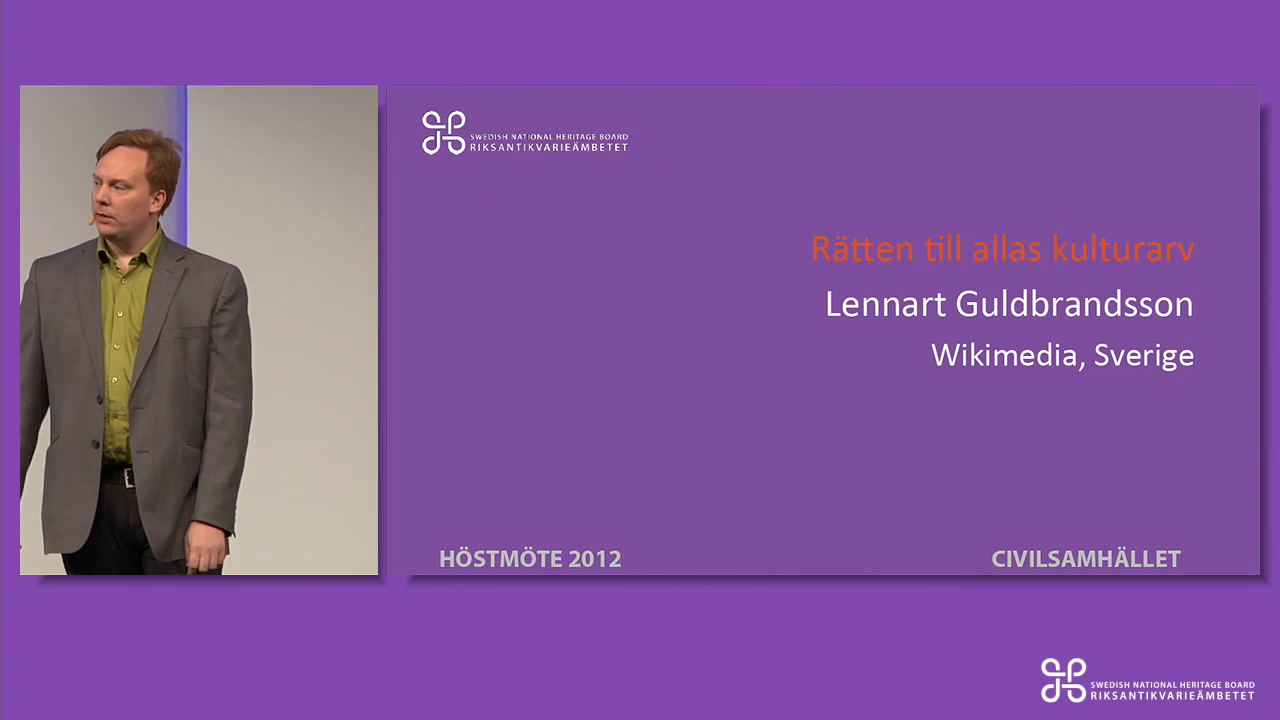 SWEDISH NATIONAL HERITAGE BOARD
RIKSANTIKVARIEÄMBETET
Rätten till allas kulturarv
Lennart Guldbrandsson
Wikimedia, Sverige
HÖSTMÖTE 2012
CIVILSAMHÄLLET
SWEDISH NATIONAL HERITAGE BOARD
RIKSANTIKVARIEÄMBETET